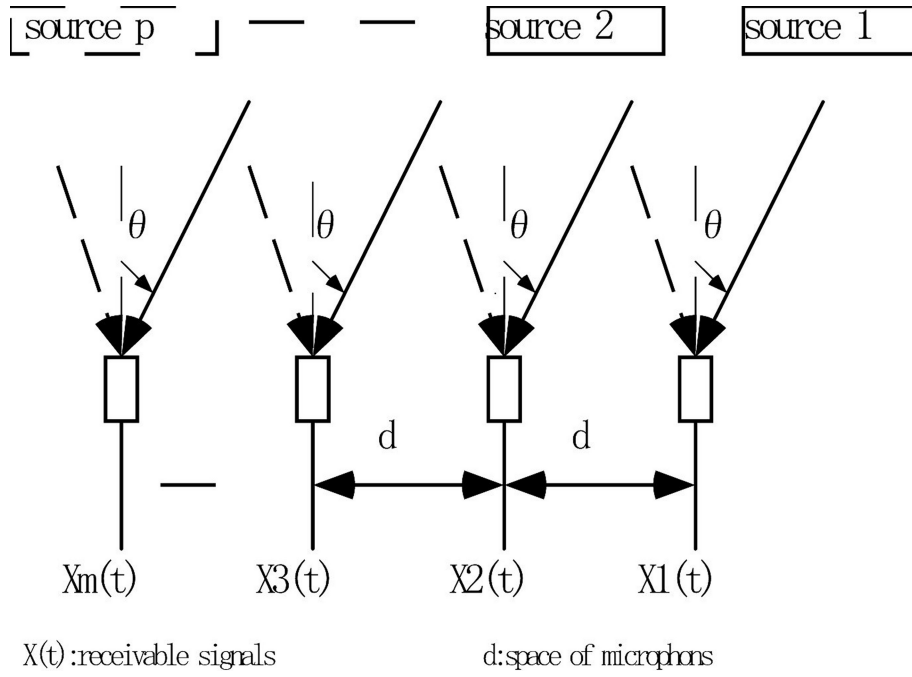 source p source 2 source 1
θ θ θ θ
d d
Xm(t) X3(t) X2(t) X1(t)
X(t):receivable signals d:space of microphons